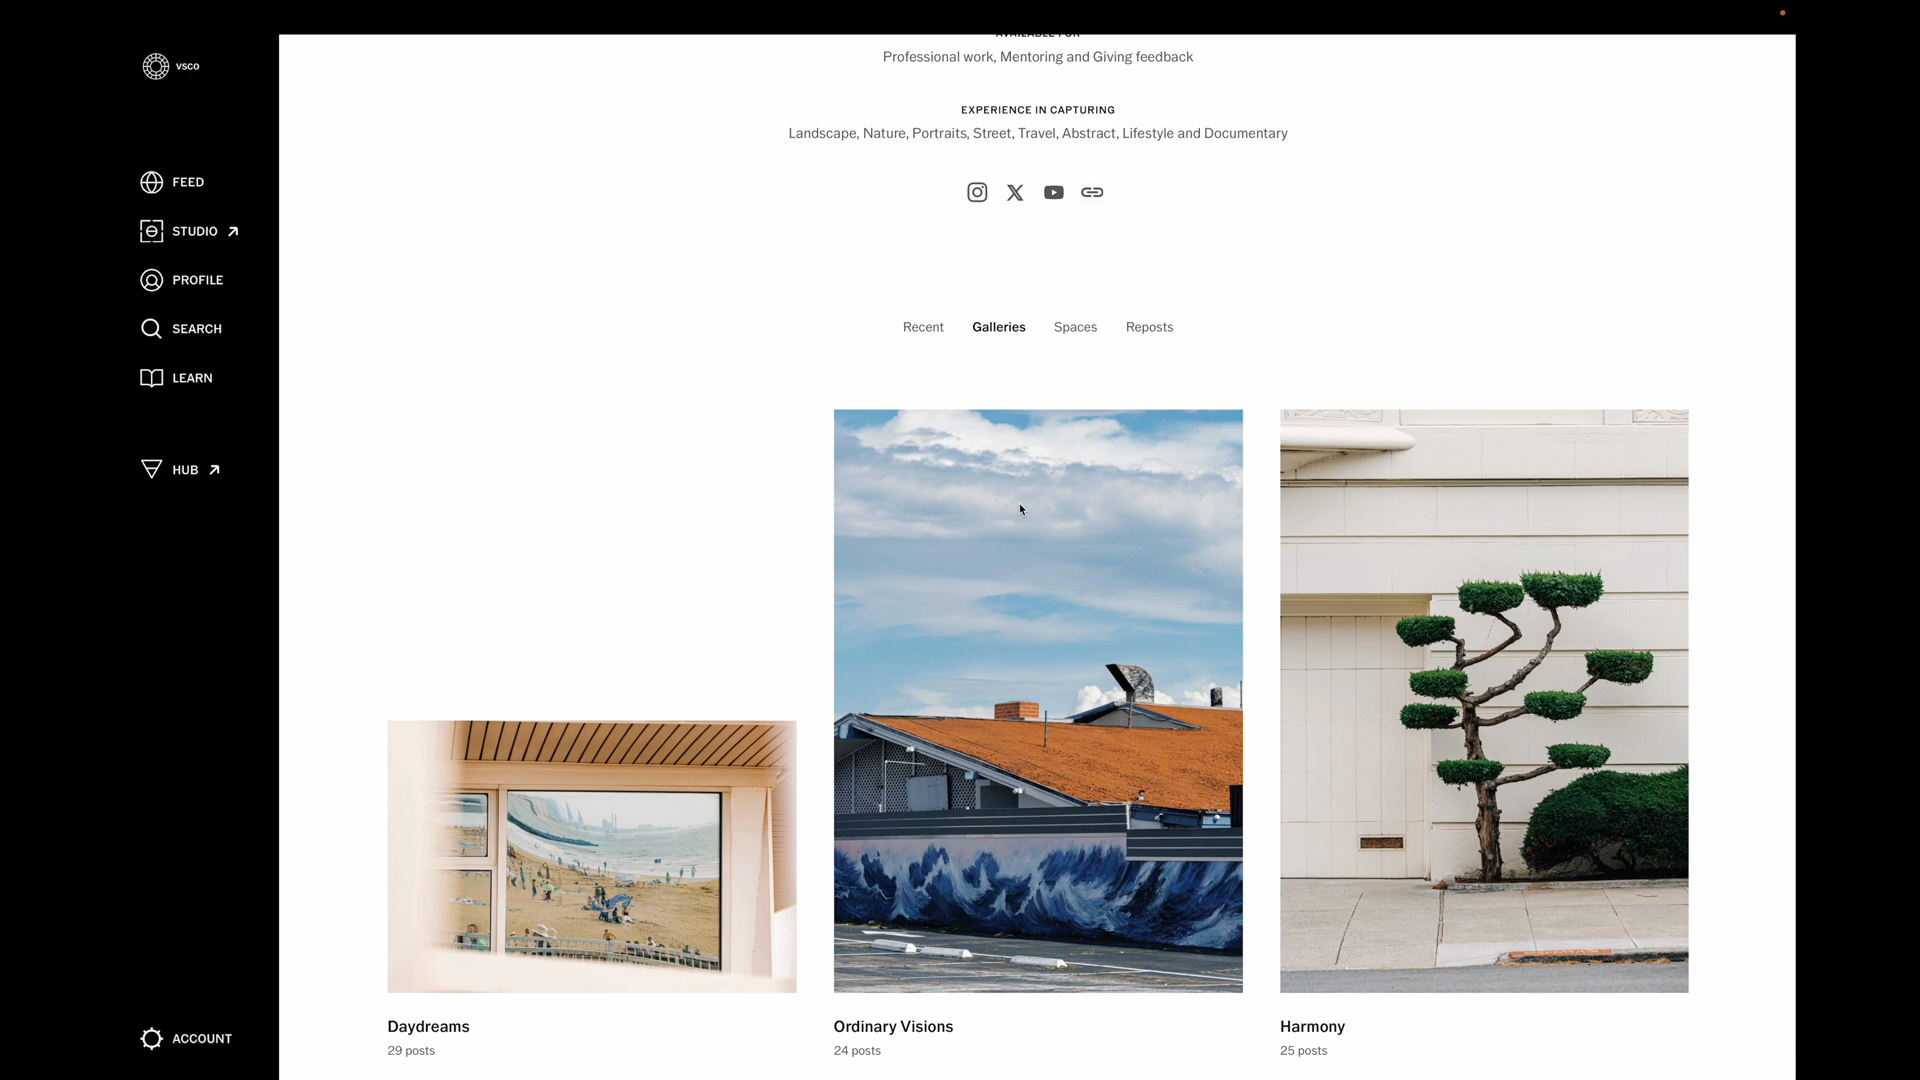 AVAILABLE FOR
vsco
Professional work, Mentoring and Giving feedback
EXPERIENCE IN CAPTURING
Landscape, Nature, Portraits, Street, Travel, Abstract, Lifestyle and Documentary
FEED
STUDIO
PROFILE
SEARCH
LEARN
HUB
Recent Galleries Spaces Reposts
Daydreams
29 posts
Ordinary Visions
24 posts
Harmony
25 posts
ACCOUNT